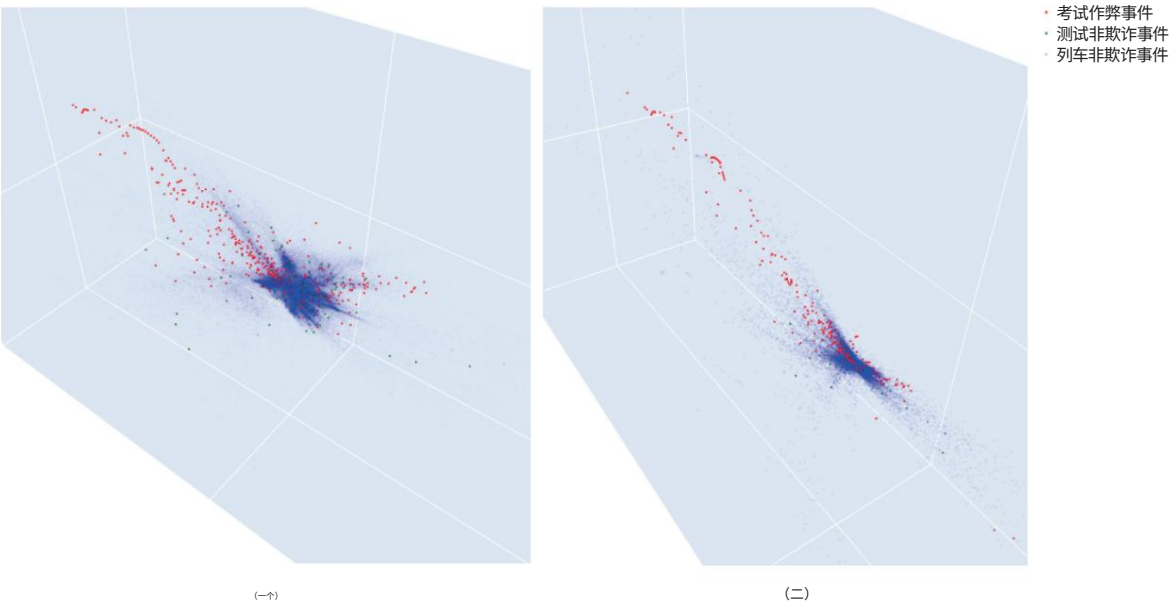 考试作弊事件
测试非欺诈事件
列车非欺诈事件
（一个）
（二）